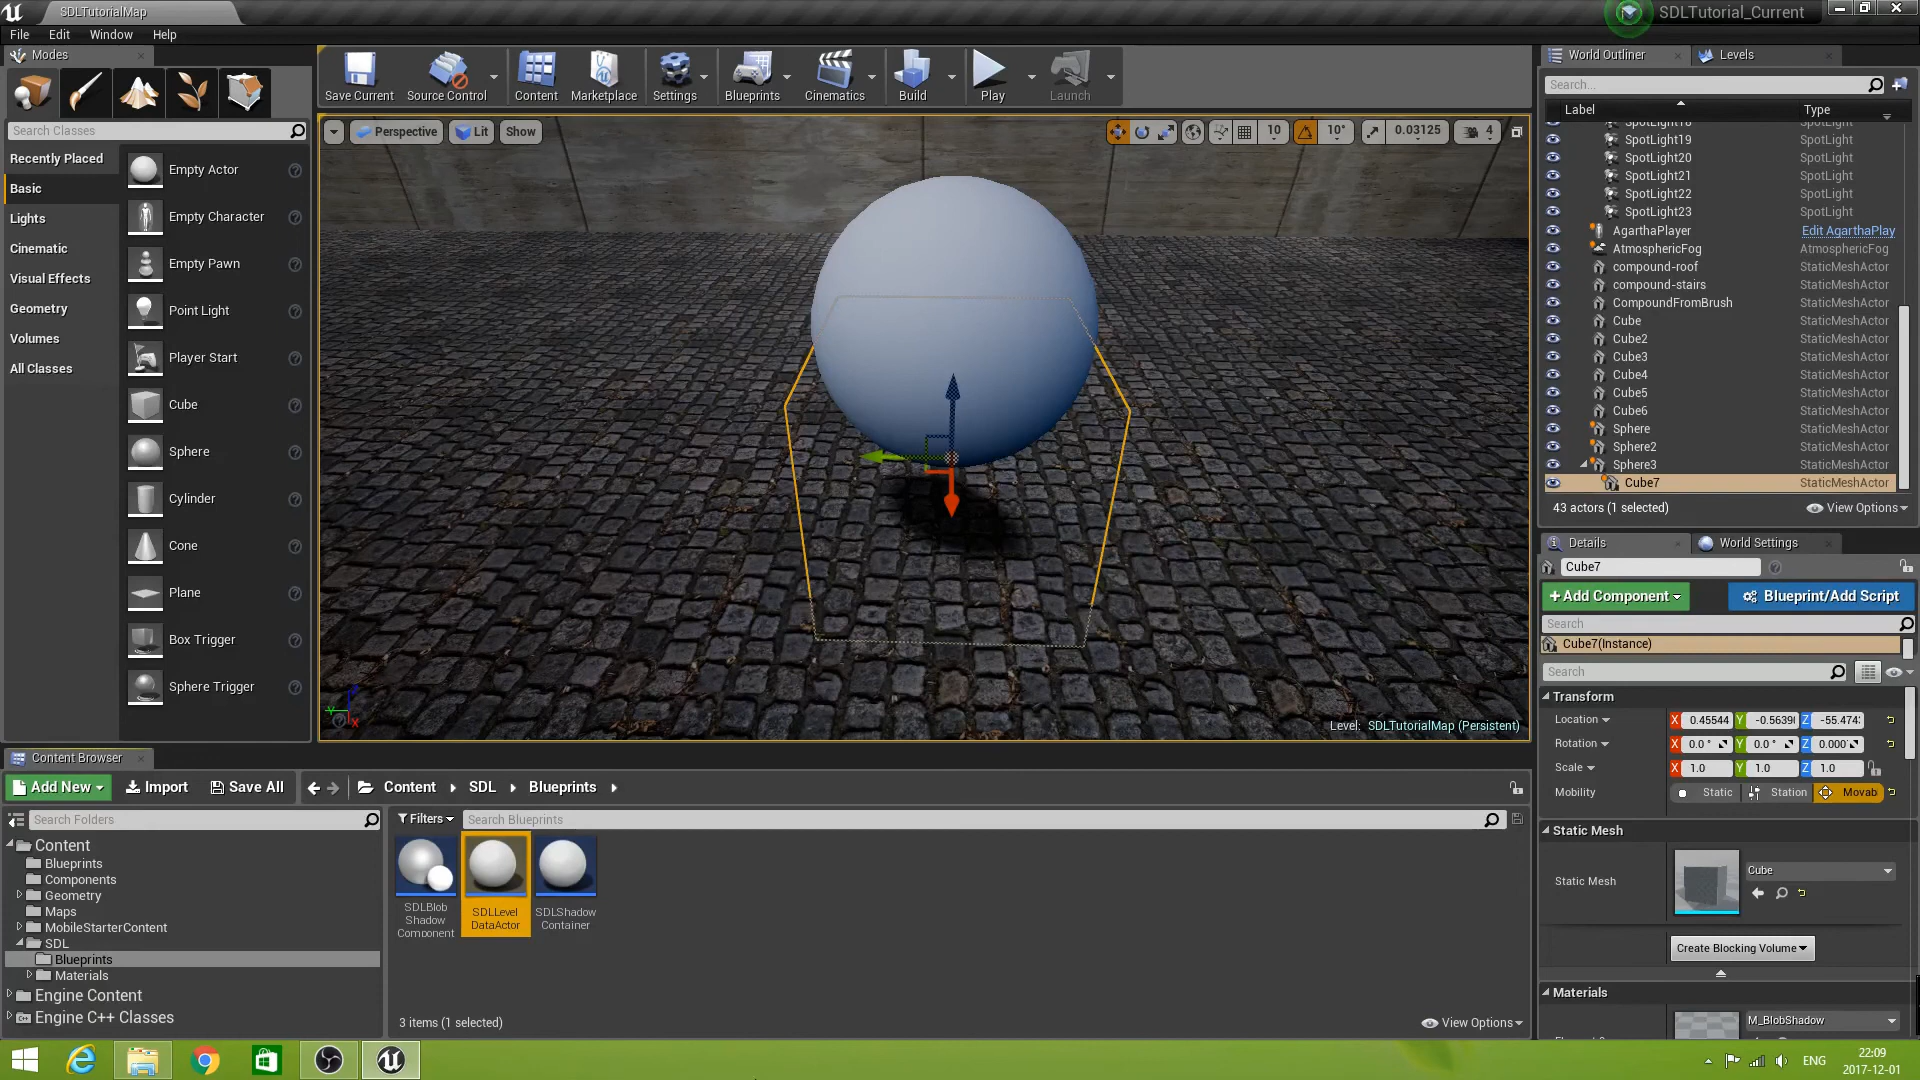 SDLTutorialMap
SDLTutorial_Current
File Edit Window Help
Modes
Search Classes
Recently Placed
Basic
Lights
Cinematic
Visual Effects
Geometry
Volumes
All Classes
Empty Actor
Empty Character
Empty Pawn
Point Light
Player Start
Cube
Sphere
Cylinder
Cone
Plane
Box Trigger
Sphere Trigger
Save Current
Source Control
Content
Marketplace
Settings
Blueprints
Cinematics
Build
Play
Launch
Perspective
Lit
Show
10
10°
0.03125
4
Level: SDLTutorialMap (Persistent)
World Outliner
Levels
Search...
Label Type
SpotLight18 SpotLight
SpotLight19 SpotLight
SpotLight20 SpotLight
SpotLight21 SpotLight
SpotLight22 SpotLight
SpotLight23 SpotLight
AgarthaPlayer Edit AgarthaPlay
AtmosphericFog AtmosphericFog
compound-roof StaticMeshActor
compound-stairs StaticMeshActor
CompoundFromBrush StaticMeshActor
Cube StaticMeshActor
Cube2 StaticMeshActor
Cube3 StaticMeshActor
Cube4 StaticMeshActor
Cube5 StaticMeshActor
Cube6 StaticMeshActor
Sphere StaticMeshActor
Sphere2 StaticMeshActor
Sphere3 StaticMeshActor
Cube7 StaticMeshActor
43 actors (1 selected)
View Options
Details
World Settings
Cube7
+Add Component
Blueprint/Add Script
Search
Cube7(Instance)
Search
Transform
Location X 0.45544 Y -0.5639 Z -55.474
Rotation X 0.0 ° Y 0.0 ° Z 0.000
Scale X 1.0 Y 1.0 Z 1.0
Mobility Static Station Movab
Static Mesh
Static Mesh
Cube
Create Blocking Volume
Materials
M_BlobShadow
Content Browser
Add New
Import
Save All
Content
SDL
Blueprints
Search Folders
Filters
Search Blueprints
Content
Blueprints
Components
Geometry
Maps
MobileStarterContent
SDL
Blueprints
Materials
Engine Content
Engine C++ Classes
SDLBlob
Shadow
Component
SDLLevel
DataActor
SDLShadow
Container
3 items (1 selected)
View Options
ENG
22:09
2017-12-01